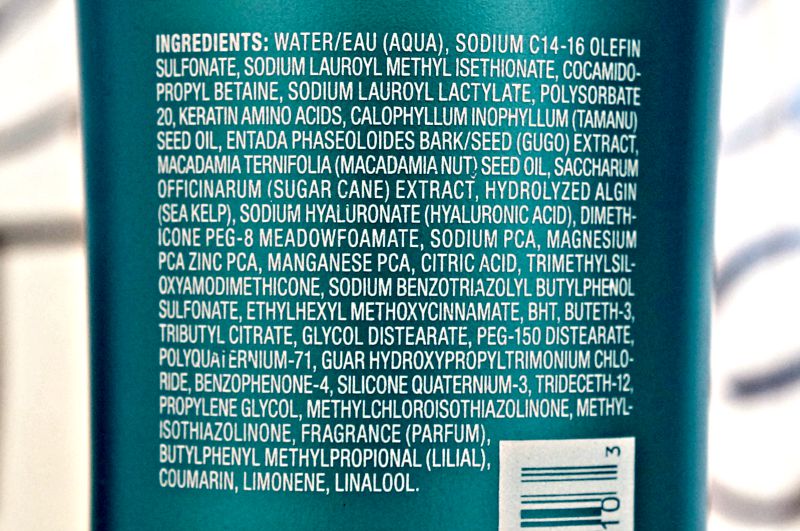 INGREDIENTS: WATER/EAU (AQUA), SODIUM C14-16 OLEFIN
SULFONATE, SODIUM LAUROYL METHYL ISETHIONATE, COCAMIDO-
PROPYL BETAINE, SODIUM LAUROYL LACTYLATE, POLYSORBATE
20, KERATIN AMINO ACIDS, CALOPHYLLUM INOPHYLLUM (TAMANU)
SEED OIL, ENTADA PHASEOLOIDES BARK/SEED (GUGO) EXTRACT,
MACADAMIA TERNIFOLIA (MACADAMIA NUT) SEED OIL, SACCHARUM
OFFICINARUM (SUGAR CANE) EXTRACT, HYDROLYZED ALGIN
(SEA KELP), SODIUM HYALURONATE (HYALURONIC ACID), DIMETH-
ICONE PEG-8 MEADOWFOAMATE, SODIUM PCA, MAGNESIUM
PCA ZINC PCA, MANGANESE PCA, CITRIC ACID, TRIMETHYLSIL-
OXYAMODIMETHICONE, SODIUM BENZOTRIAZOLYL BUTYLPHENOL
SULFONATE, ETHYLHEXYL METHOXYCINNAMATE, BHT, BUTETH-3,
TRIBUTYL CITRATE, GLYCOL DISTEARATE, PEG-150 DISTEARATE,
POLYQUATERNIUM-71, GUAR HYDROXYPROPYLTRIMONIUM CHLO-
RIDE, BENZOPHENONE-4, SILICONE QUATERNIUM-3, TRIDECETH-12,
PROPYLENE GLYCOL, METHYLCHLOROISOTHIAZOLINONE, METHYL-
ISOTHIAZOLINONE, FRAGRANCE (PARFUM),
BUTYLPHENYL METHYLPROPIONAL (LILIAL),
COUMARIN, LIMONENE, LINALOOL.
3
10